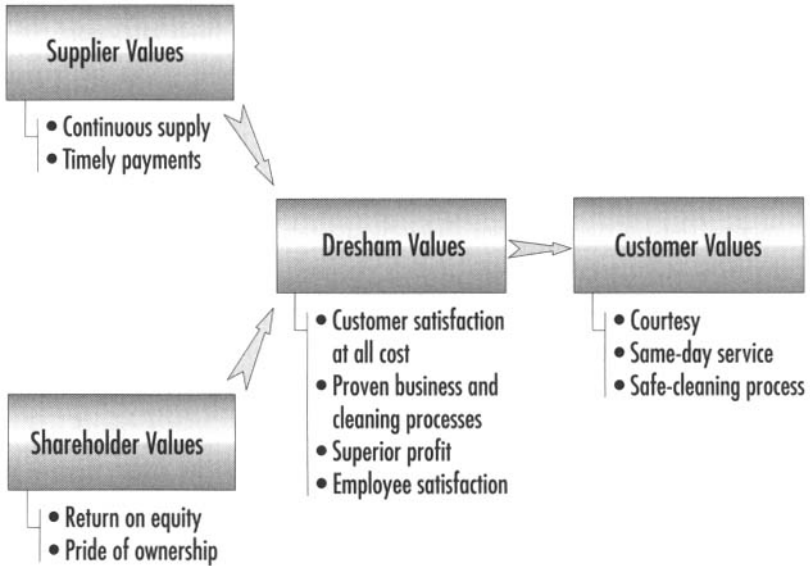 Supplier Values
• Continuous supply
• Timely payments
Dresham Values
• Customer satisfaction
at all cost
• Proven business and
cleaning processes
• Superior profit
• Employee satisfaction
Customer Values
• Courtesy
• Same-day service
• Safe-cleaning process
Shareholder Values
• Return on equity
• Pride of ownership